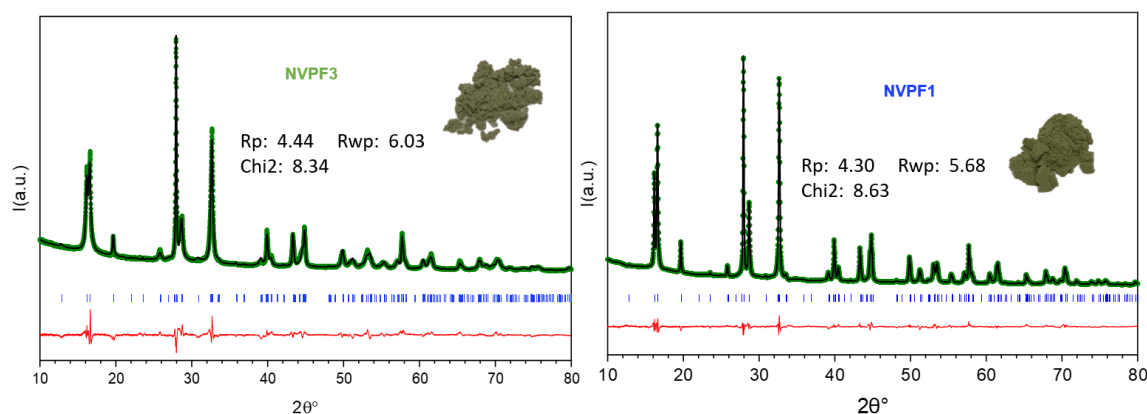 NVPF3
Rp: 4.44 Rwp: 6.03
Chi2: 8.34
I(a.u.)
10 20 30 40 50 60 70 80
2θ°
NVPF1
Rp: 4.30 Rwp: 5.68
Chi2: 8.63
I(a.u.)
10 20 30 40 50 60 70 80
2θ°